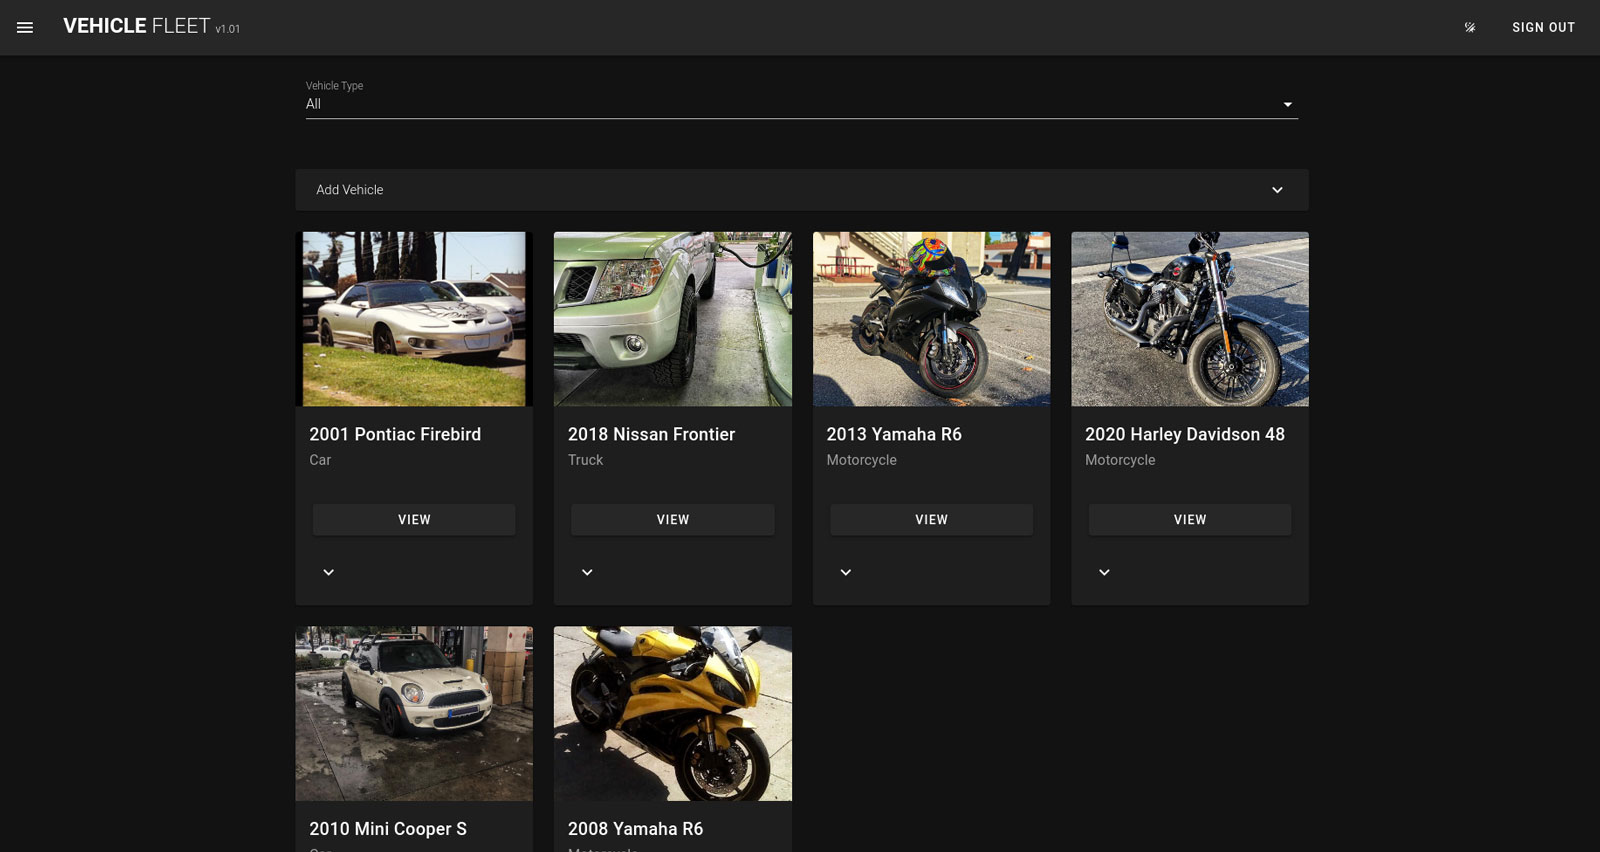 VEHICLE FLEET v1.01
SIGN OUT
Vehicle Type
All
Add Vehicle
2001 Pontiac Firebird
Car
VIEW
2018 Nissan Frontier
Truck
VIEW
2013 Yamaha R6
Motorcycle
VIEW
2020 Harley Davidson 48
Motorcycle
VIEW
2010 Mini Cooper S
2008 Yamaha R6